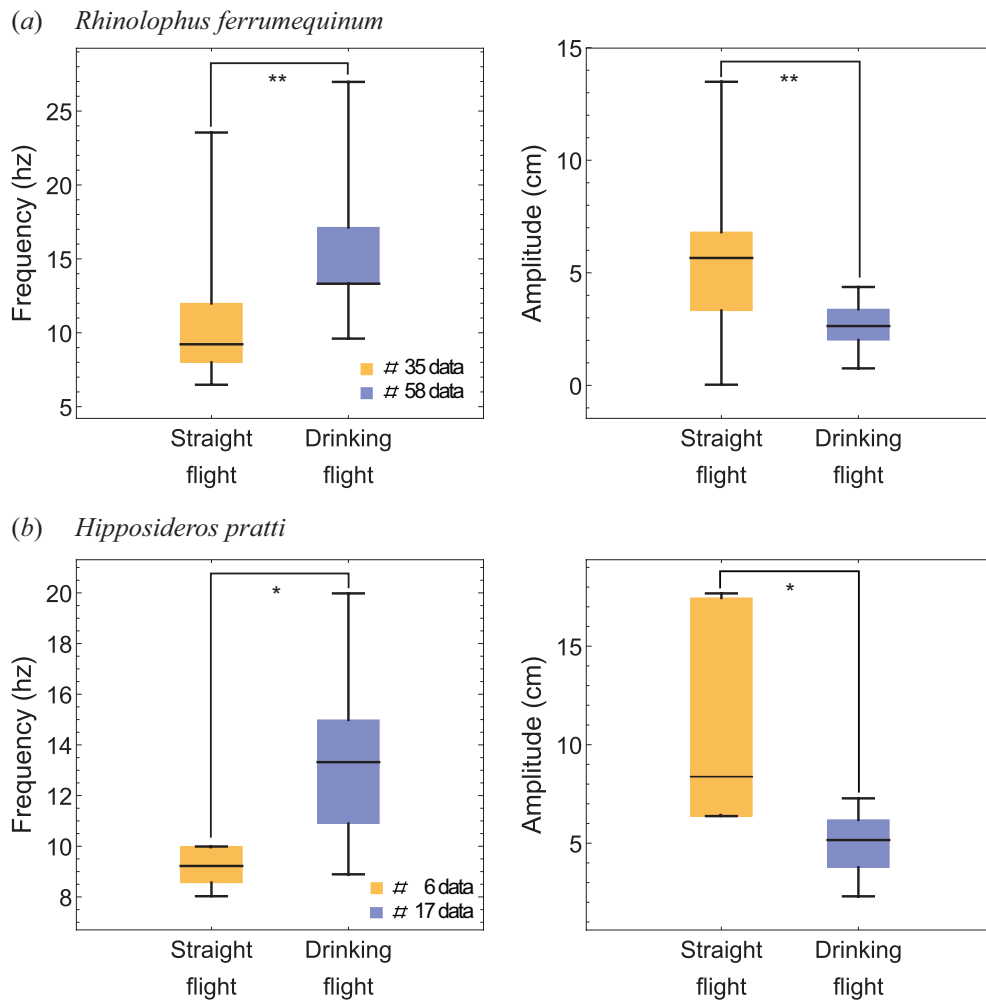 (a) Rhinolophus ferrumequinum
Frequency (hz)
25
20
15
10
5
**
# 35 data
# 58 data
Straight flight
Drinking flight
Amplitude (cm)
15
10
5
0
**
Straight flight
Drinking flight
(b) Hipposideros pratti
Frequency (hz)
20
18
16
14
12
10
8
*
# 6 data
# 17 data
Straight flight
Drinking flight
Amplitude (cm)
15
10
5
*
Straight flight
Drinking flight